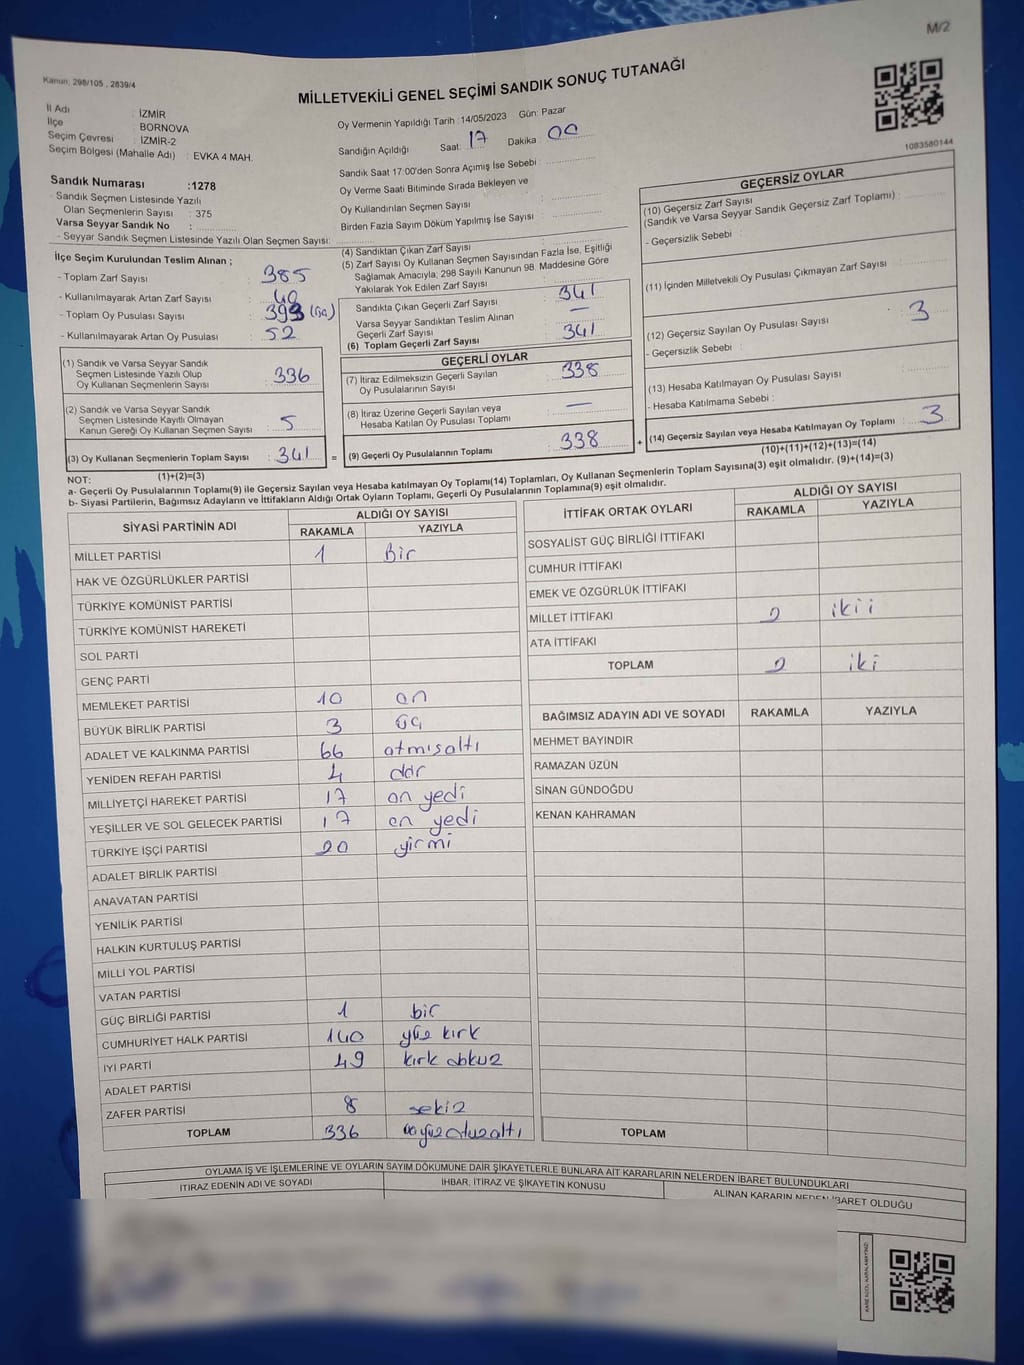 M/2
Kanun; 298/105 , 2839/4
MİLLETVEKİLİ GENEL SEÇİMİ SANDIK SONUÇ TUTANAĞI
İl Adı : İZMİR
İlçe : BORNOVA
Seçim Çevresi : İZMİR-2
Seçim Bölgesi (Mahalle Adı) : EVKA 4 MAH.
Oy Vermenin Yapıldığı Tarih : 14/05/2023 Gün: Pazar
Sandığın Açıldığı Saat: 17 Dakika: 00
Sandık Saat 17:00'den Sonra Açımış İse Sebebi :
Oy Verme Saati Bitiminde Sırada Bekleyen ve
Oy Kullandırılan Seçmen Sayısı
Birden Fazla Sayım Döküm Yapılmış İse Sayısı
1083580144
Sandık Numarası :1278
- Sandık Seçmen Listesinde Yazılı
Olan Seçmenlerin Sayısı : 375
Varsa Seyyar Sandık No :
- Seyyar Sandık Seçmen Listesinde Yazılı Olan Seçmen Sayısı:
İlçe Seçim Kurulundan Teslim Alınan ;
- Toplam Zarf Sayısı : 385
- Kullanılmayarak Artan Zarf Sayısı : 40
- Toplam Oy Pusulası Sayısı : 393
- Kullanılmayarak Artan Oy Pusulası : 52
(1) Sandık ve Varsa Seyyar Sandık
Seçmen Listesinde Yazılı Olup
Oy Kullanan Seçmenlerin Sayısı : 336
(2) Sandık ve Varsa Seyyar Sandık
Seçmen Listesinde Kayıtlı Olmayan
Kanun Gereği Oy Kullanan Seçmen Sayısı : 5
(3) Oy Kullanan Seçmenlerin Toplam Sayısı : 341
(1)+(2)=(3)
(4) Sandıktan Çıkan Zarf Sayısı
(5) Zarf Sayısı Oy Kullanan Seçmen Sayısından Fazla İse, Eşitliği
Sağlamak Amacıyla; 298 Sayılı Kanunun 98. Maddesine Göre
Yakılarak Yok Edilen Zarf Sayısı :
Sandıkta Çıkan Geçerli Zarf Sayısı : 341
Varsa Seyyar Sandıktan Teslim Alınan
Geçerli Zarf Sayısı : —
(6) Toplam Geçerli Zarf Sayısı : 341
GEÇERLİ OYLAR
(7) İtiraz Edilmeksizin Geçerli Sayılan
Oy Pusulalarının Sayısı : 338
(8) İtiraz Üzerine Geçerli Sayılan veya
Hesaba Katılan Oy Pusulası Toplamı : —
= (9) Geçerli Oy Pusulalarının Toplamı : 338
GEÇERSİZ OYLAR
(10) Geçersiz Zarf Sayısı
(Sandık ve Varsa Seyyar Sandık Geçersiz Zarf Toplamı) :
- Geçersizlik Sebebi :
(11) İçinden Milletvekili Oy Pusulası Çıkmayan Zarf Sayısı :
(12) Geçersiz Sayılan Oy Pusulası Sayısı : 3
- Geçersizlik Sebebi :
(13) Hesaba Katılmayan Oy Pusulası Sayısı :
- Hesaba Katılmama Sebebi :
+ (14) Geçersiz Sayılan veya Hesaba Katılmayan Oy Toplamı : 3
(10)+(11)+(12)+(13)=(14)
NOT:
a- Geçerli Oy Pusulalarının Toplamı(9) ile Geçersiz Sayılan veya Hesaba katılmayan Oy Toplamı(14) Toplamları, Oy Kullanan Seçmenlerin Toplam Sayısına(3) eşit olmalıdır. (9)+(14)=(3)
b- Siyasi Partilerin, Bağımsız Adayların ve İttifakların Aldığı Ortak Oyların Toplamı, Geçerli Oy Pusulalarının Toplamına(9) eşit olmalıdır.
SİYASİ PARTİNİN ADI ALDIĞI OY SAYISI
RAKAMLA YAZIYLA
MİLLET PARTİSİ 1 Bir
HAK VE ÖZGÜRLÜKLER PARTİSİ
TÜRKİYE KOMÜNİST PARTİSİ
TÜRKİYE KOMÜNİST HAREKETİ
SOL PARTİ
GENÇ PARTİ
MEMLEKET PARTİSİ 10 on
BÜYÜK BİRLİK PARTİSİ 3 üç
ADALET VE KALKINMA PARTİSİ 66 atmışaltı
YENİDEN REFAH PARTİSİ 4 dör
MİLLİYETÇİ HAREKET PARTİSİ 17 on yedi
YEŞİLLER VE SOL GELECEK PARTİSİ 17 on yedi
TÜRKİYE İŞÇİ PARTİSİ 20 yirmi
ADALET BİRLİK PARTİSİ
ANAVATAN PARTİSİ
YENİLİK PARTİSİ
HALKIN KURTULUŞ PARTİSİ
MİLLİ YOL PARTİSİ
VATAN PARTİSİ
GÜÇ BİRLİĞİ PARTİSİ 1 bir
CUMHURİYET HALK PARTİSİ 140 yüz kırk
İYİ PARTİ 49 kırk dokuz
ADALET PARTİSİ
ZAFER PARTİSİ 8 sekiz
TOPLAM 336 üçyüzotuzaltı
İTTİFAK ORTAK OYLARI ALDIĞI OY SAYISI
RAKAMLA YAZIYLA
SOSYALİST GÜÇ BİRLİĞİ İTTİFAKI
CUMHUR İTTİFAKI
EMEK VE ÖZGÜRLÜK İTTİFAKI
MİLLET İTTİFAKI 2 ikii
ATA İTTİFAKI
TOPLAM 2 iki
BAĞIMSIZ ADAYIN ADI VE SOYADI RAKAMLA YAZIYLA
MEHMET BAYINDIR
RAMAZAN ÜZÜN
SİNAN GÜNDOĞDU
KENAN KAHRAMAN
TOPLAM
OYLAMA İŞ VE İŞLEMLERİNE VE OYLARIN SAYIM DÖKÜMÜNE DAİR ŞİKAYETLERLE BUNLARA AİT KARARLARIN NELERDEN İBARET BULUNDUKLARI
İTİRAZ EDENİN ADI VE SOYADI İHBAR, İTİRAZ VE ŞİKAYETİN KONUSU ALINAN KARARIN NEDEN İBARET OLDUĞU